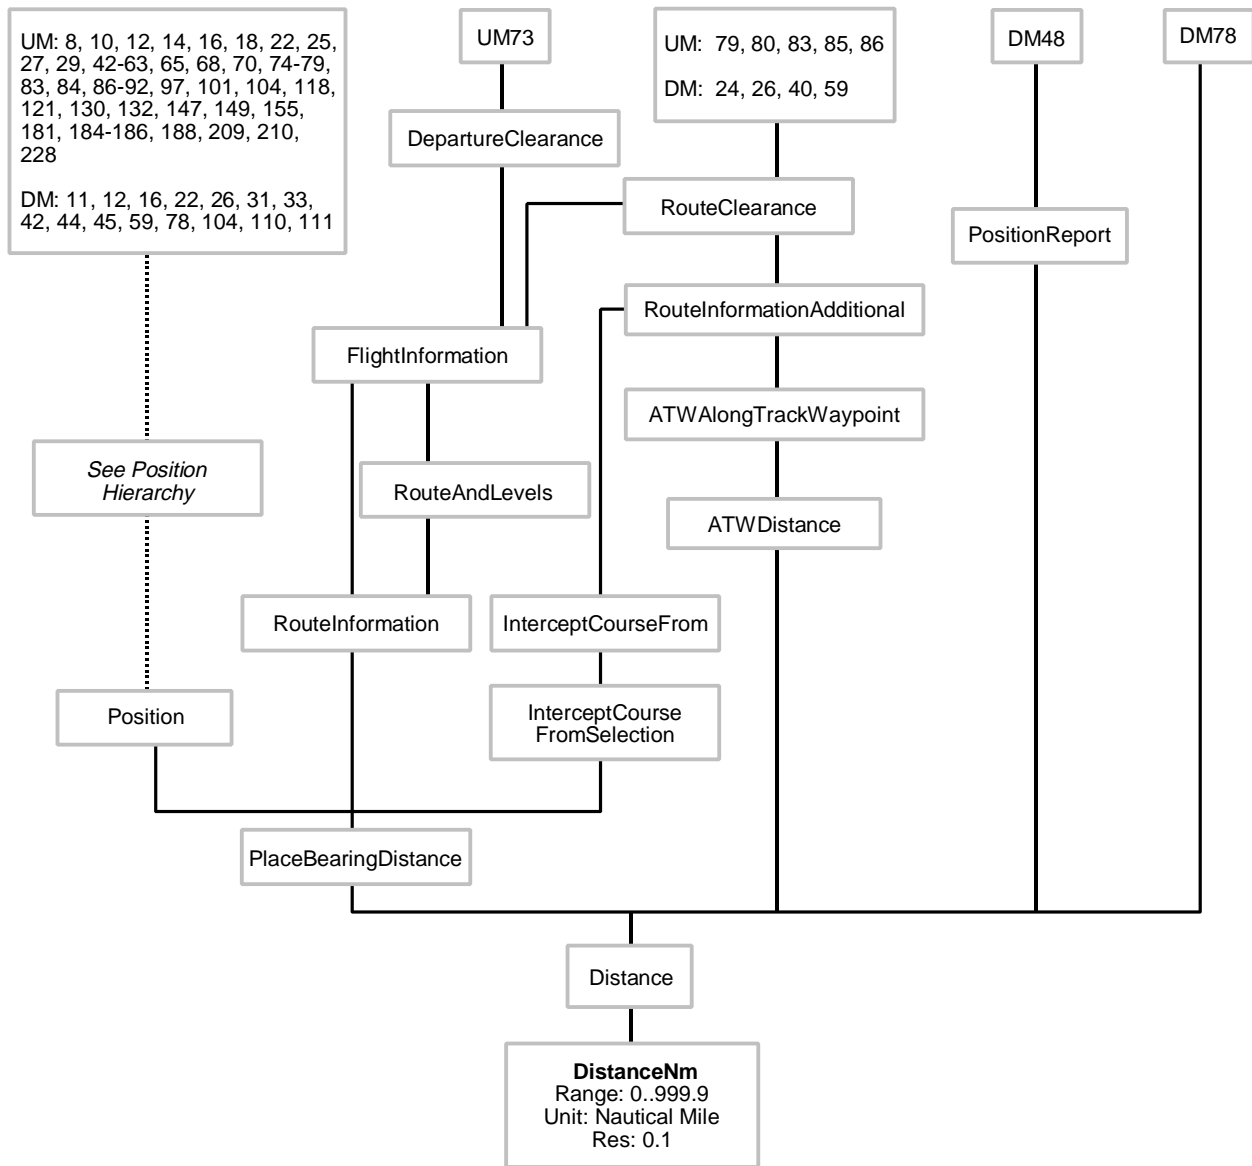 UM: 8, 10, 12, 14, 16, 18, 22, 25,
27, 29, 42-63, 65, 68, 70, 74-79,
83, 84, 86-92, 97, 101, 104, 118,
121, 130, 132, 147, 149, 155,
181, 184-186, 188, 209, 210,
228
DM: 11, 12, 16, 22, 26, 31, 33,
42, 44, 45, 59, 78, 104, 110, 111
UM73
UM: 79, 80, 83, 85, 86
DM: 24, 26, 40, 59
DM48
DM78
DepartureClearance
RouteClearance
PositionReport
RouteInformationAdditional
FlightInformation
ATWAlongTrackWaypoint
See Position
Hierarchy
RouteAndLevels
ATWDistance
RouteInformation
InterceptCourseFrom
Position
InterceptCourse
FromSelection
PlaceBearingDistance
Distance
DistanceNm
Range: 0..999.9
Unit: Nautical Mile
Res: 0.1